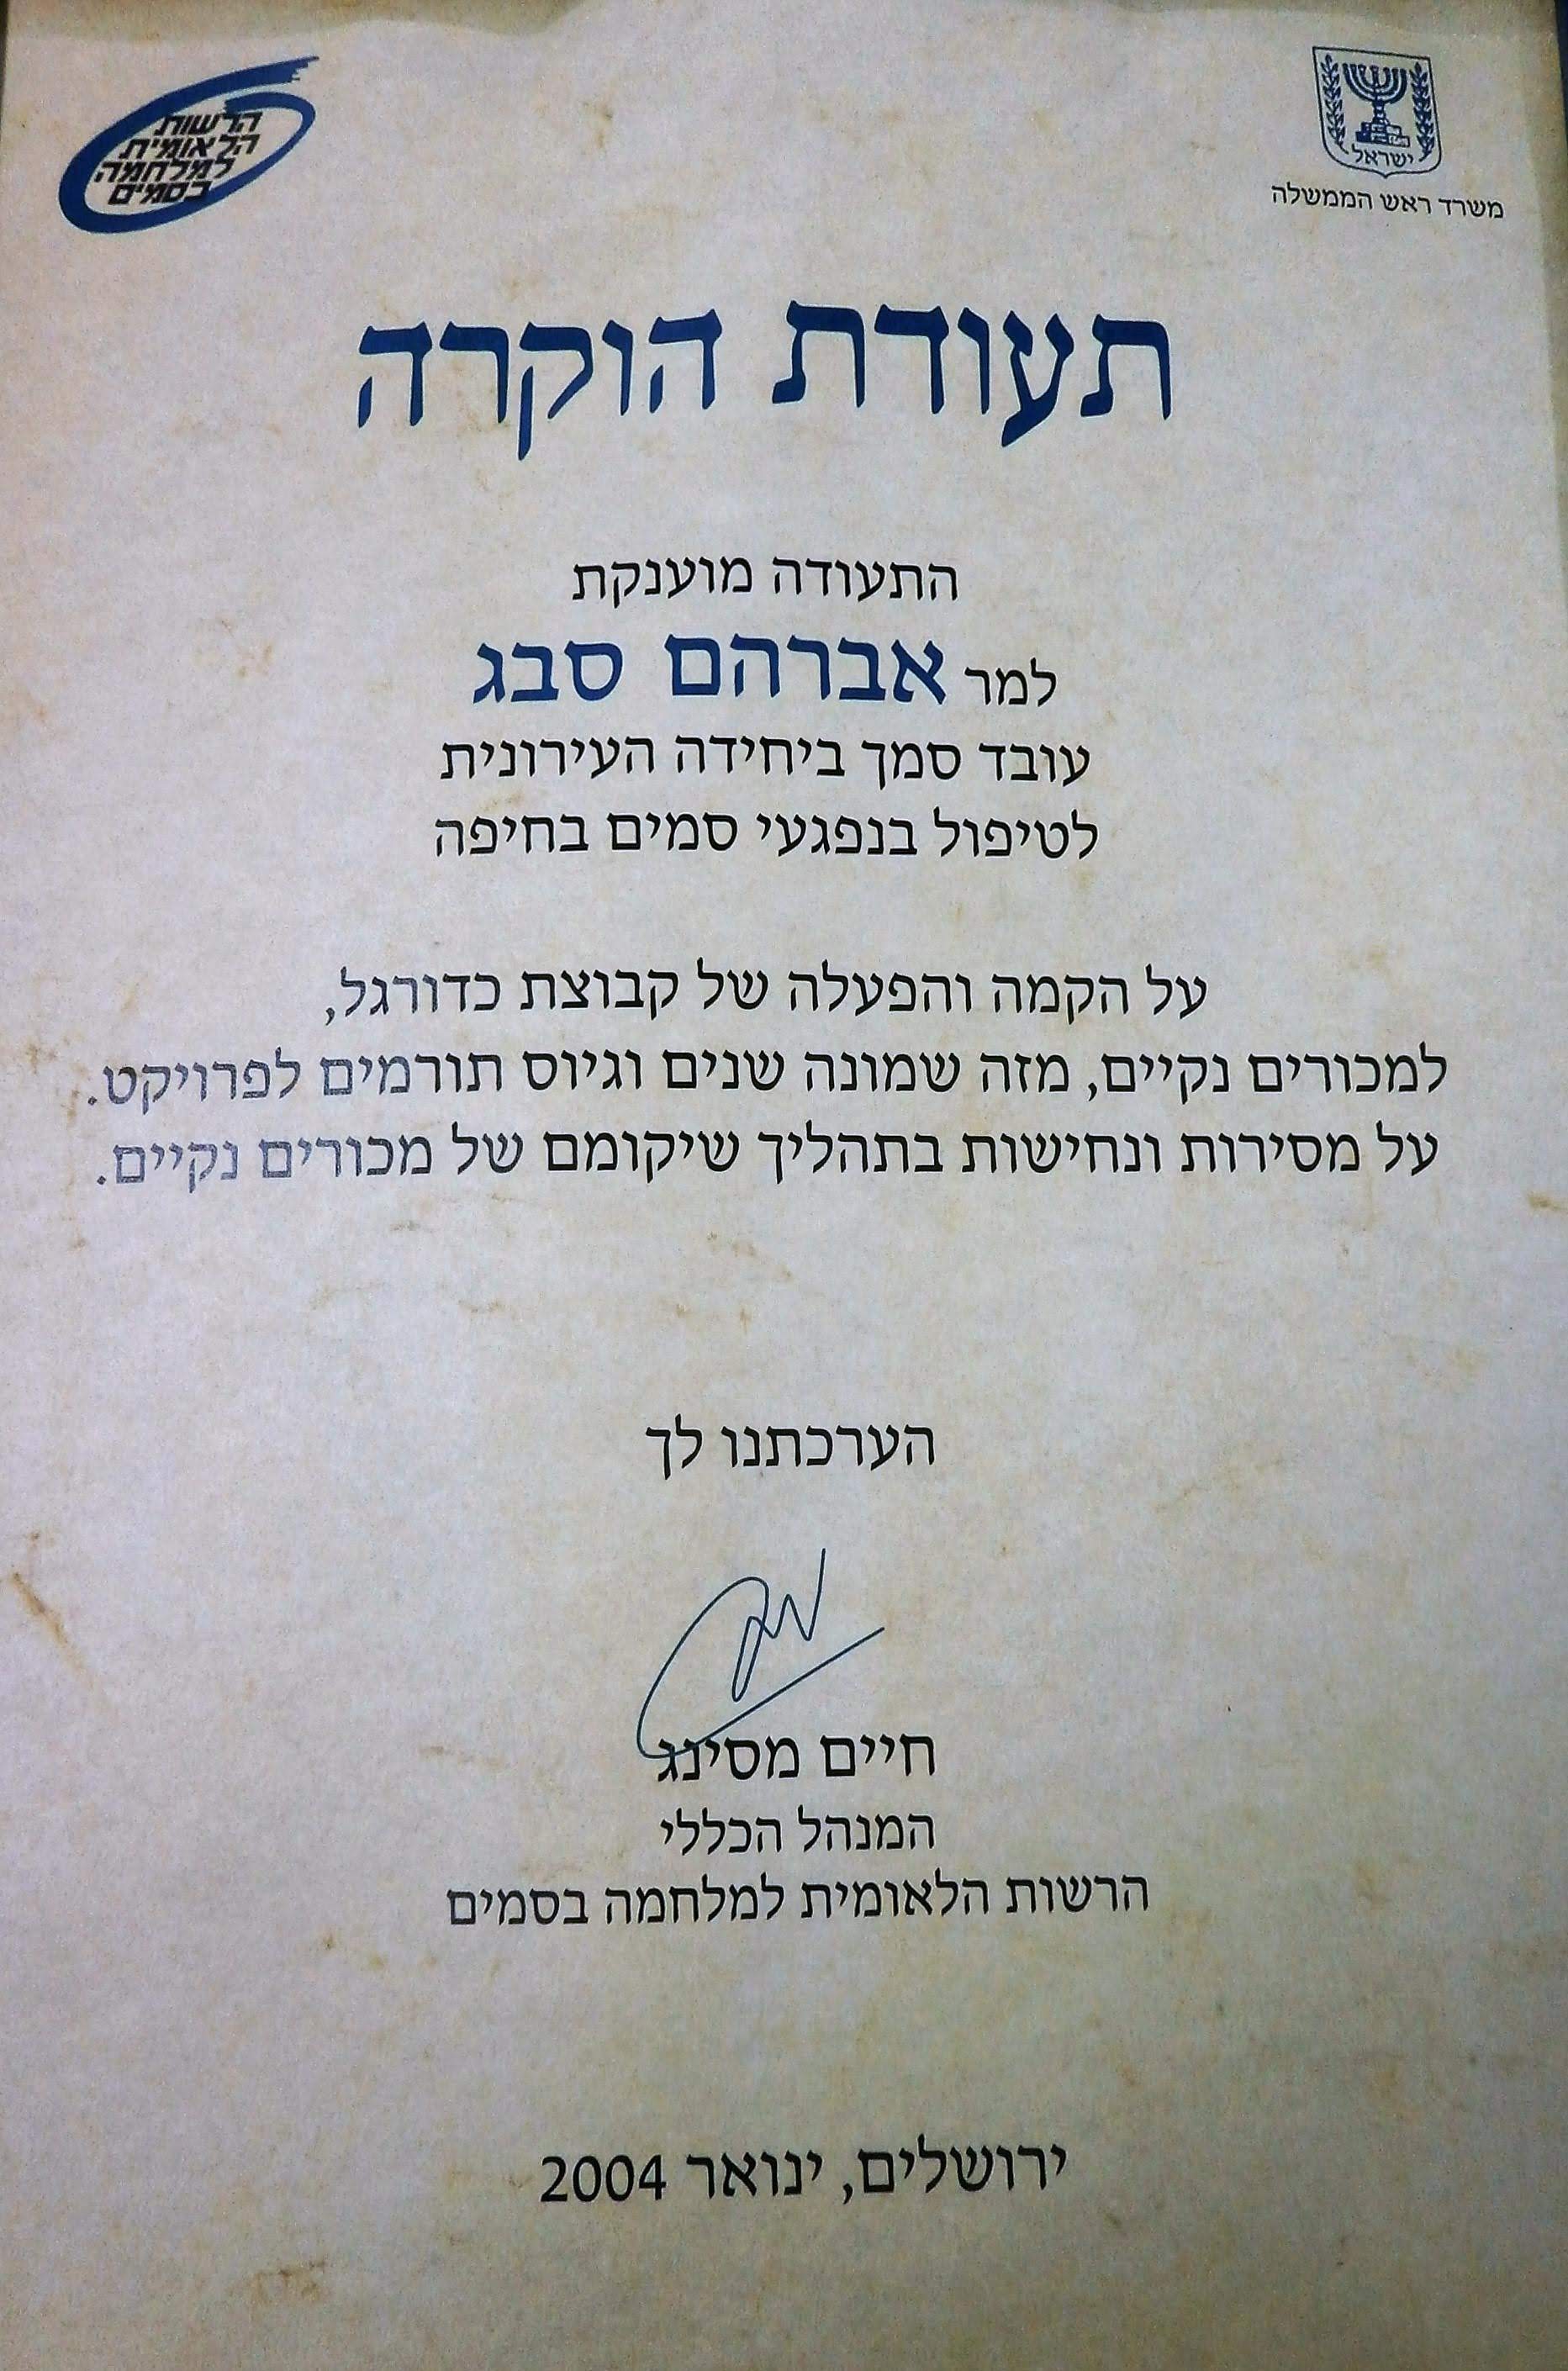 ישראל
משרד ראש הממשלה
הרשות
הלאומית
למלחמה
בסמים
תעודת הוקרה
התעודה מוענקת
למר אברהם סבג
עובד סמך ביחידה העירונית
לטיפול בנפגעי סמים בחיפה
על הקמה והפעלה של קבוצת כדורגל,
למכורים נקיים, מזה שמונה שנים וגיוס תורמים לפרויקט.
על מסירות ונחישות בתהליך שיקומם של מכורים נקיים.
הערכתנו לך
חיים מסינג
המנהל הכללי
הרשות הלאומית למלחמה בסמים
ירושלים, ינואר 2004